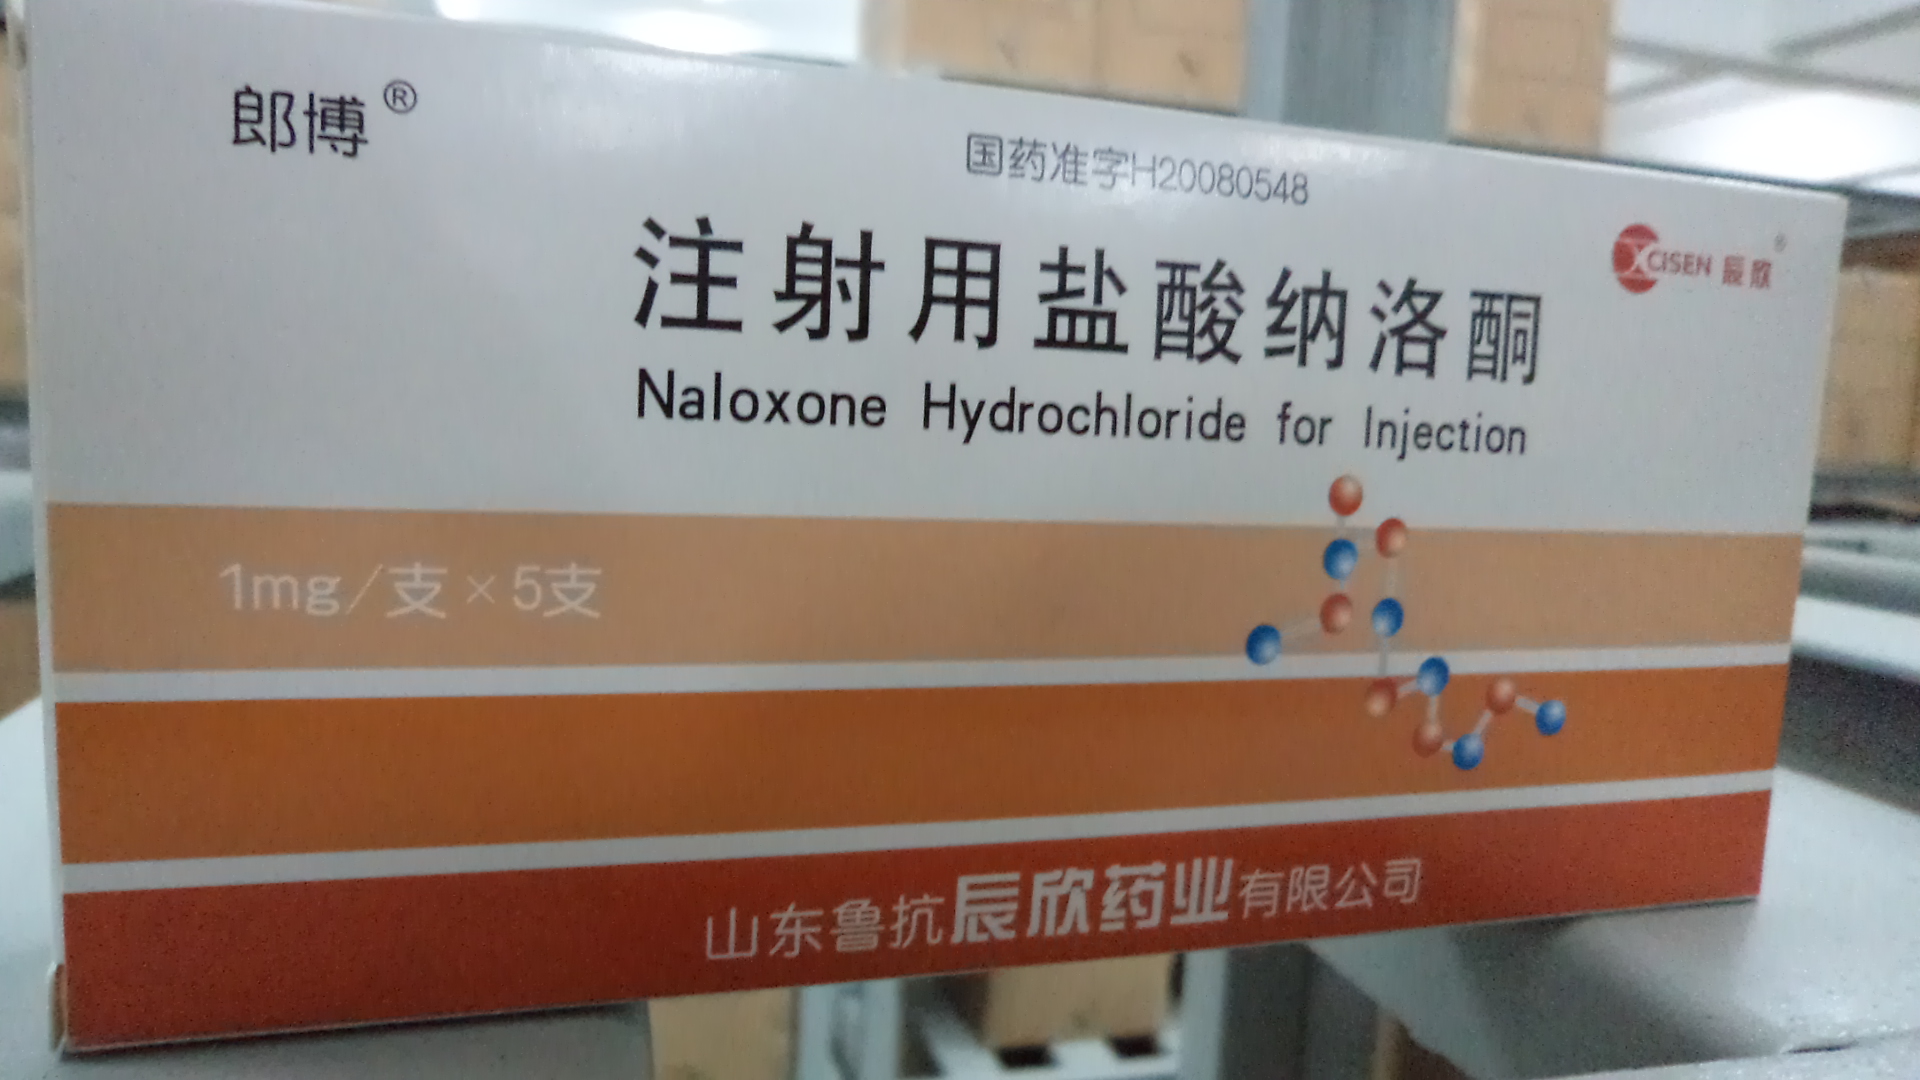 郎博®
国药准字H20080548
CISEN 辰欣®
注射用盐酸纳洛酮
Naloxone Hydrochloride for Injection
1mg/支×5支
山东鲁抗辰欣药业有限公司